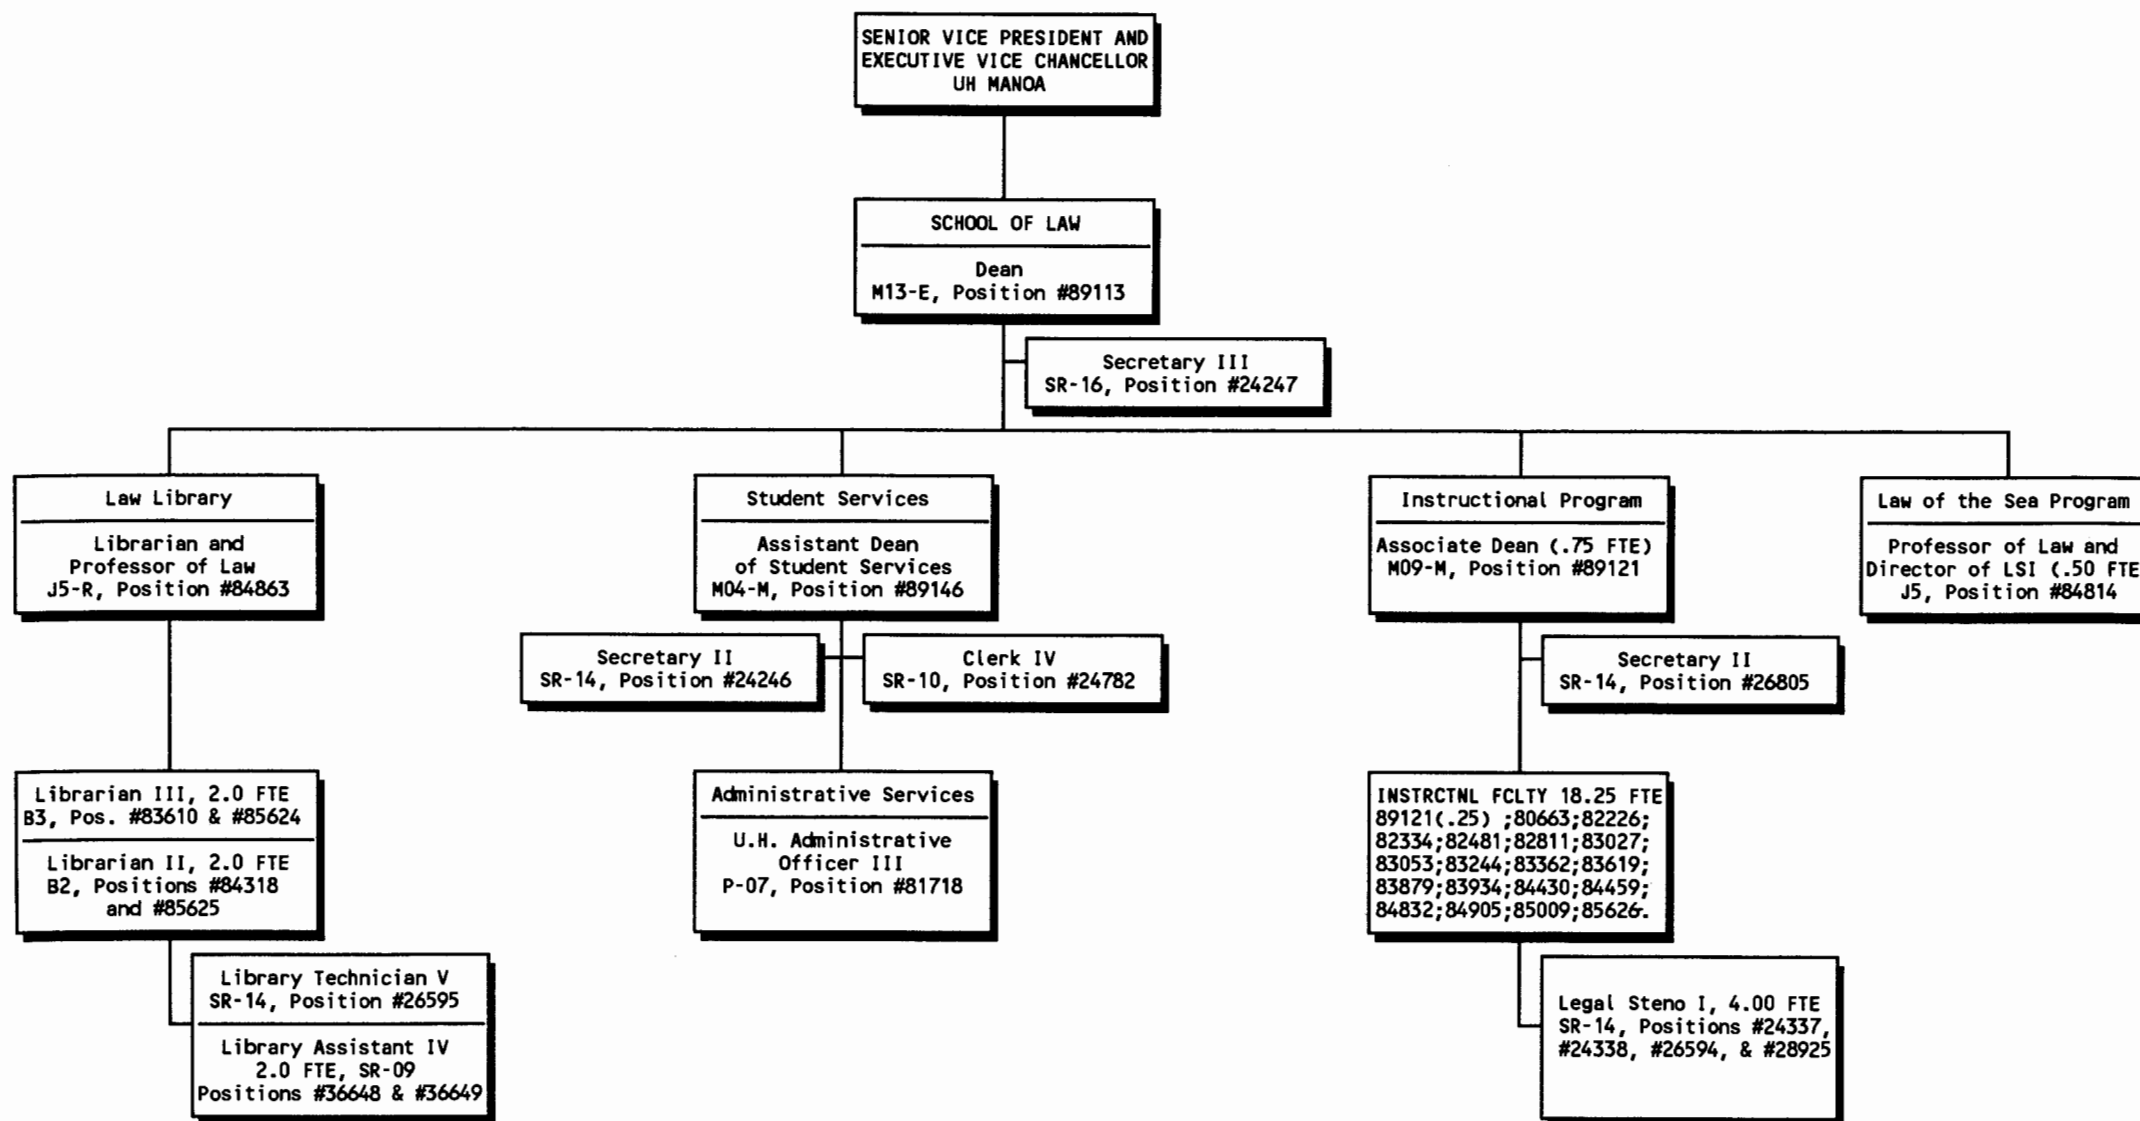 SENIOR VICE PRESIDENT AND
EXECUTIVE VICE CHANCELLOR
UH MANOA
SCHOOL OF LAW
Dean
M13-E, Position #89113
Secretary III
SR-16, Position #24247
Law Library
Librarian and
Professor of Law
J5-R, Position #84863
Student Services
Assistant Dean
of Student Services
M04-M, Position #89146
Instructional Program
Associate Dean (.75 FTE)
M09-M, Position #89121
Law of the Sea Program
Professor of Law and
Director of LSI (.50 FTE
J5, Position #84814
Secretary II
SR-14, Position #24246
Clerk IV
SR-10, Position #24782
Secretary II
SR-14, Position #26805
Librarian III, 2.0 FTE
B3, Pos. #83610 & #85624
Librarian II, 2.0 FTE
B2, Positions #84318
and #85625
Administrative Services
U.H. Administrative
Officer III
P-07, Position #81718
INSTRCTNL FCLTY 18.25 FTE
89121(.25) ;80663;82226;
82334;82481;82811;83027;
83053;83244;83362;83619;
83879;83934;84430;84459;
84832;84905;85009;85626.
Library Technician V
SR-14, Position #26595
Library Assistant IV
2.0 FTE, SR-09
Positions #36648 & #36649
Legal Steno I, 4.00 FTE
SR-14, Positions #24337,
#24338, #26594, & #28925